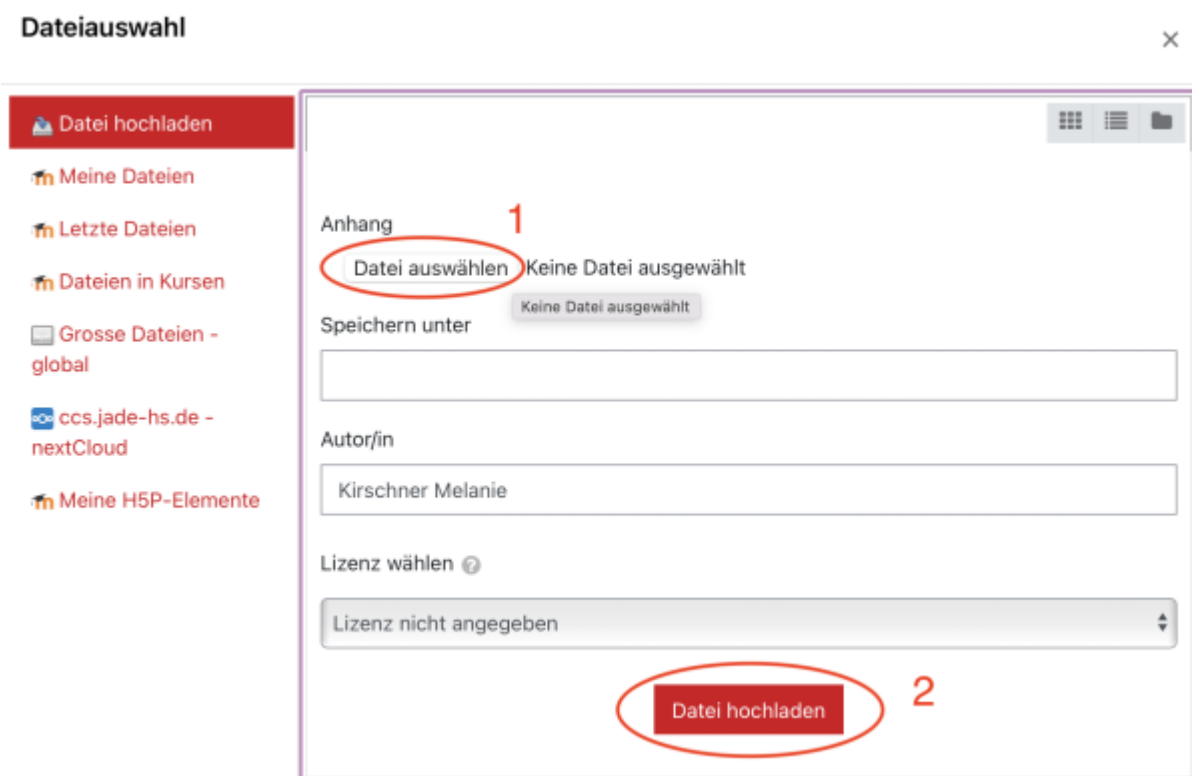 Dateiauswahl
×
Datei hochladen
Meine Dateien
Letzte Dateien
Dateien in Kursen
Grosse Dateien -
global
ccs.jade-hs.de -
nextCloud
Meine H5P-Elemente
Anhang
1
Datei auswählen Keine Datei ausgewählt
Keine Datei ausgewählt
Speichern unter
Autor/in
Kirschner Melanie
Lizenz wählen ?
Lizenz nicht angegeben
Datei hochladen
2